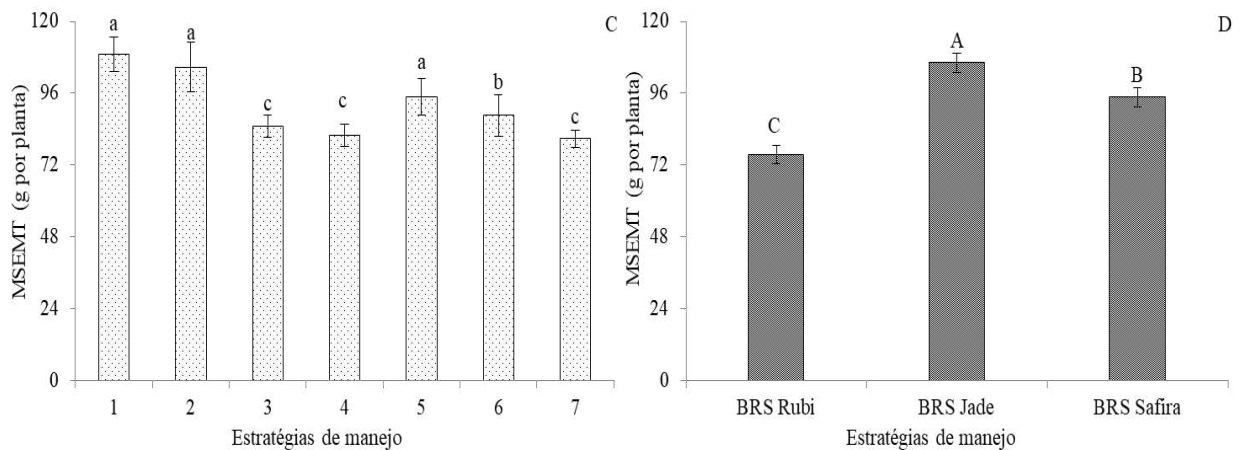 C
MSEMT (g por planta)
120
96
72
48
24
0
a
a
c
c
a
b
c
1 2 3 4 5 6 7
Estratégias de manejo
D
MSEMT (g por planta)
120
96
72
48
24
0
C
A
B
BRS Rubi BRS Jade BRS Safira
Estratégias de manejo